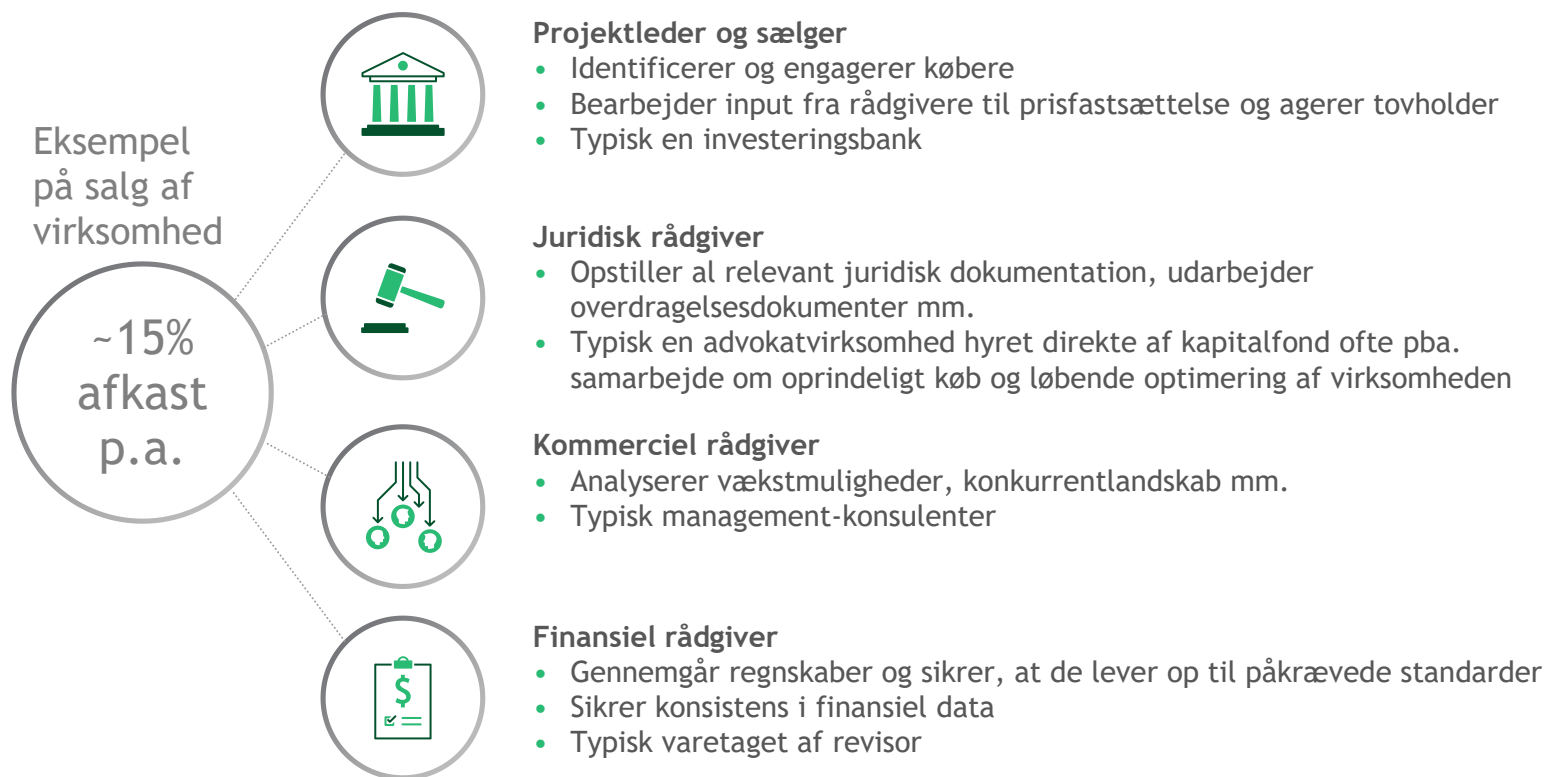 Eksempel
på salg af
virksomhed
~15%
afkast
p.a.
Projektleder og sælger
• Identificerer og engagerer købere
• Bearbejder input fra rådgivere til prisfastsættelse og agerer tovholder
• Typisk en investeringsbank
Juridisk rådgiver
• Opstiller al relevant juridisk dokumentation, udarbejder
overdragelsesdokumenter mm.
• Typisk en advokatvirksomhed hyret direkte af kapitalfond ofte pba.
samarbejde om oprindeligt køb og løbende optimering af virksomheden
Kommerciel rådgiver
• Analyserer vækstmuligheder, konkurrentlandskab mm.
• Typisk management-konsulenter
$
Finansiel rådgiver
• Gennemgår regnskaber og sikrer, at de lever op til påkrævede standarder
• Sikrer konsistens i finansiel data
• Typisk varetaget af revisor